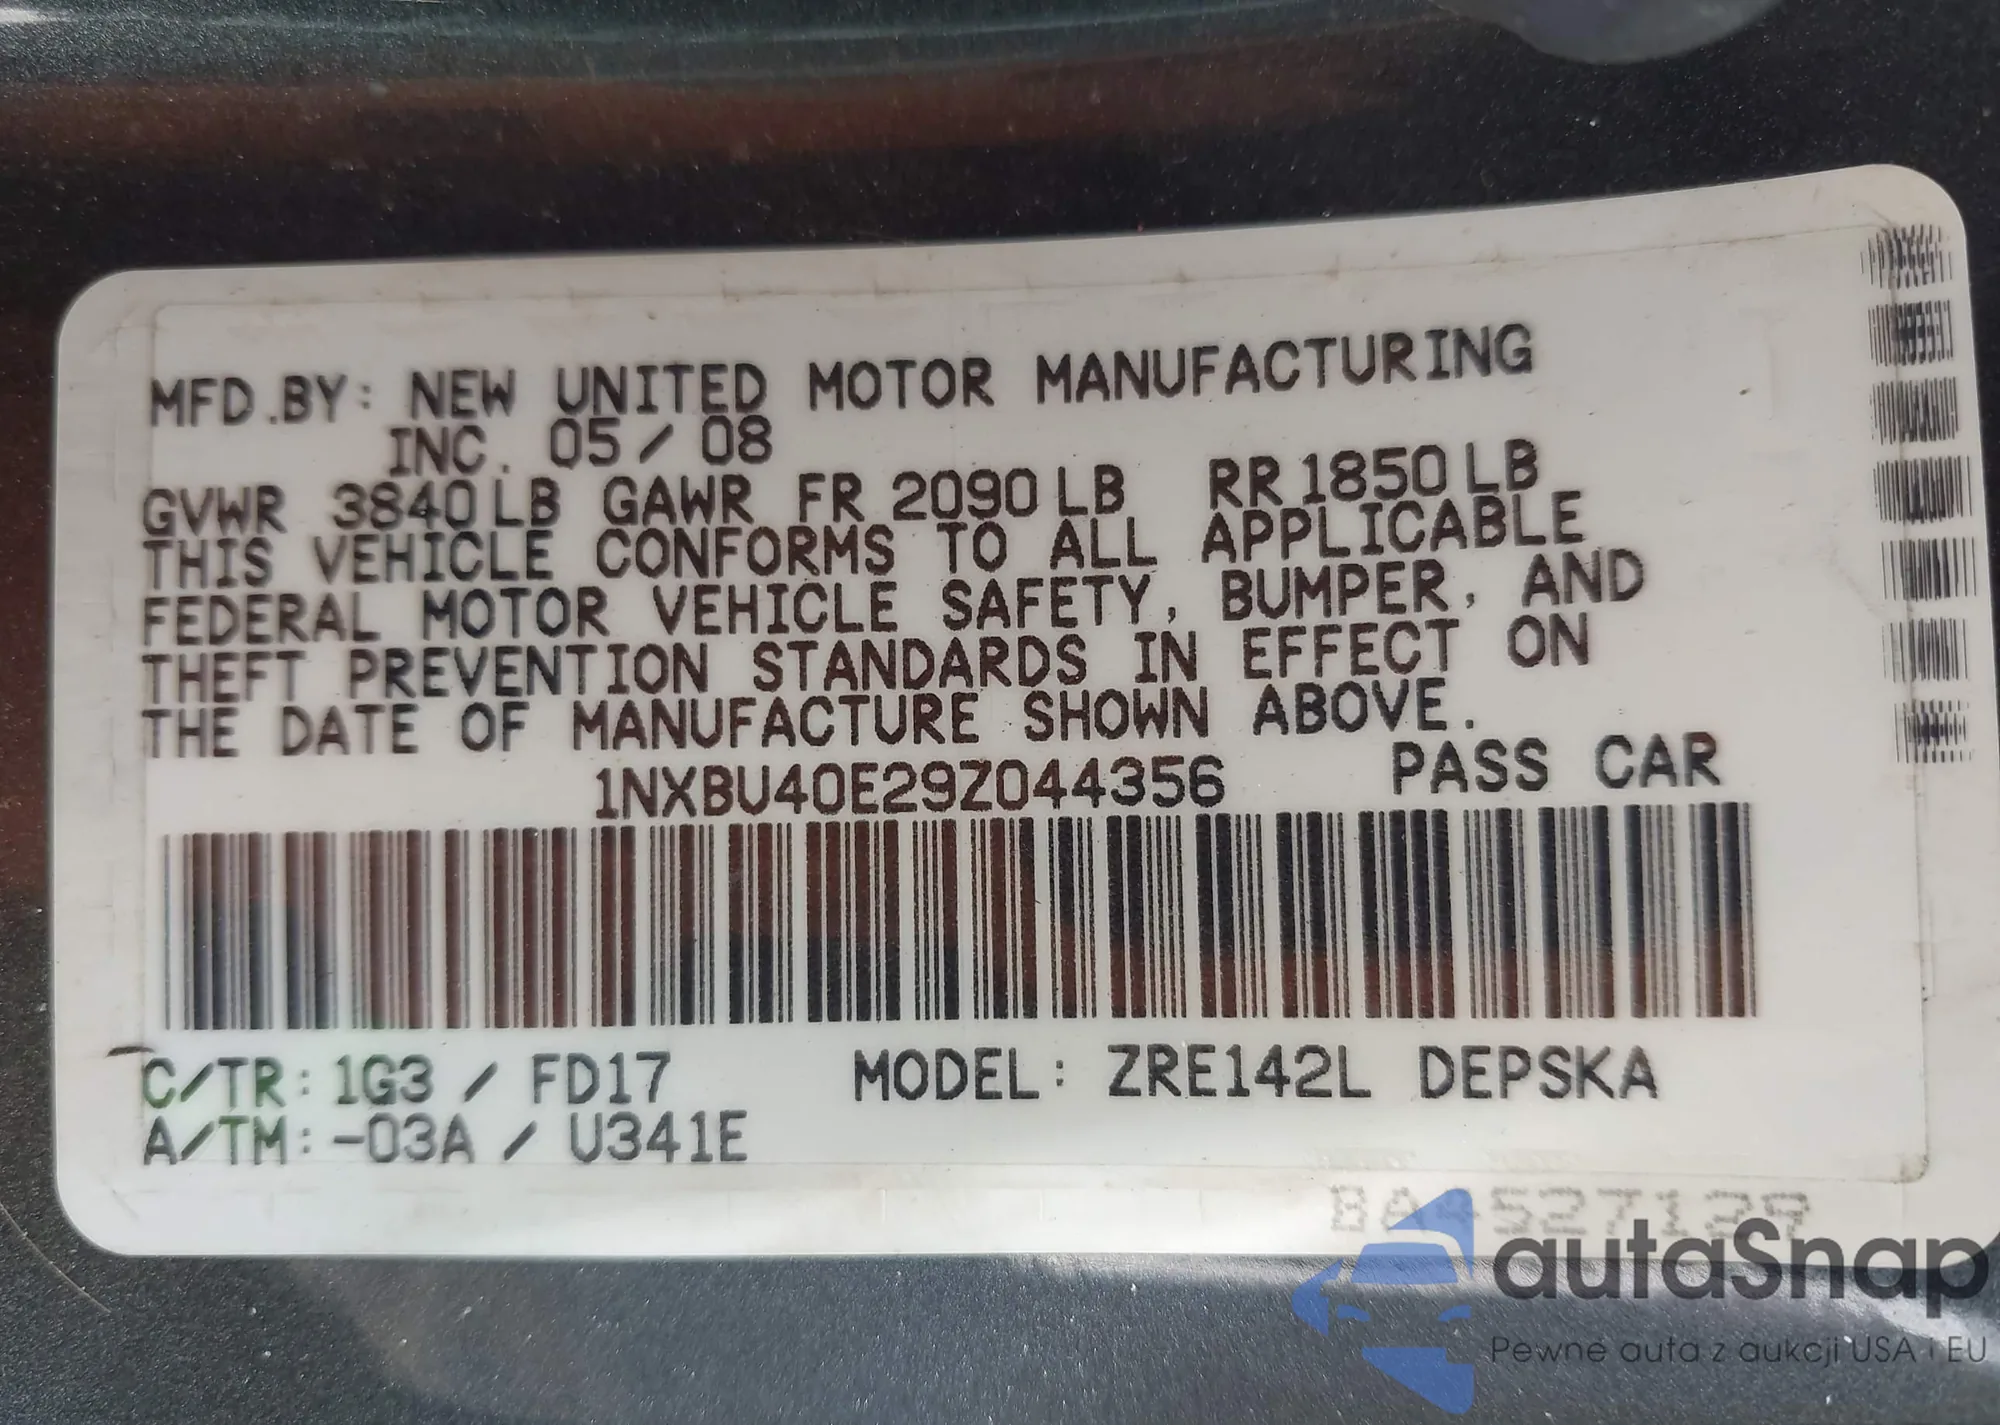 MFD.BY: NEW UNITED MOTOR MANUFACTURING
INC. 05/08
GVWR 3840LB GAWR FR 2090LB RR1850LB
THIS VEHICLE CONFORMS TO ALL APPLICABLE
FEDERAL MOTOR VEHICLE SAFETY, BUMPER, AND
THEFT PREVENTION STANDARDS IN EFFECT ON
THE DATE OF MANUFACTURE SHOWN ABOVE.
1NXBU40E29Z044356 PASS CAR
C/TR: 1G3 / FD17 MODEL: ZRE142L DEPSKA
A/TM: -03A / U341E
autaSnap
Pewne auta z aukcji USA i EU